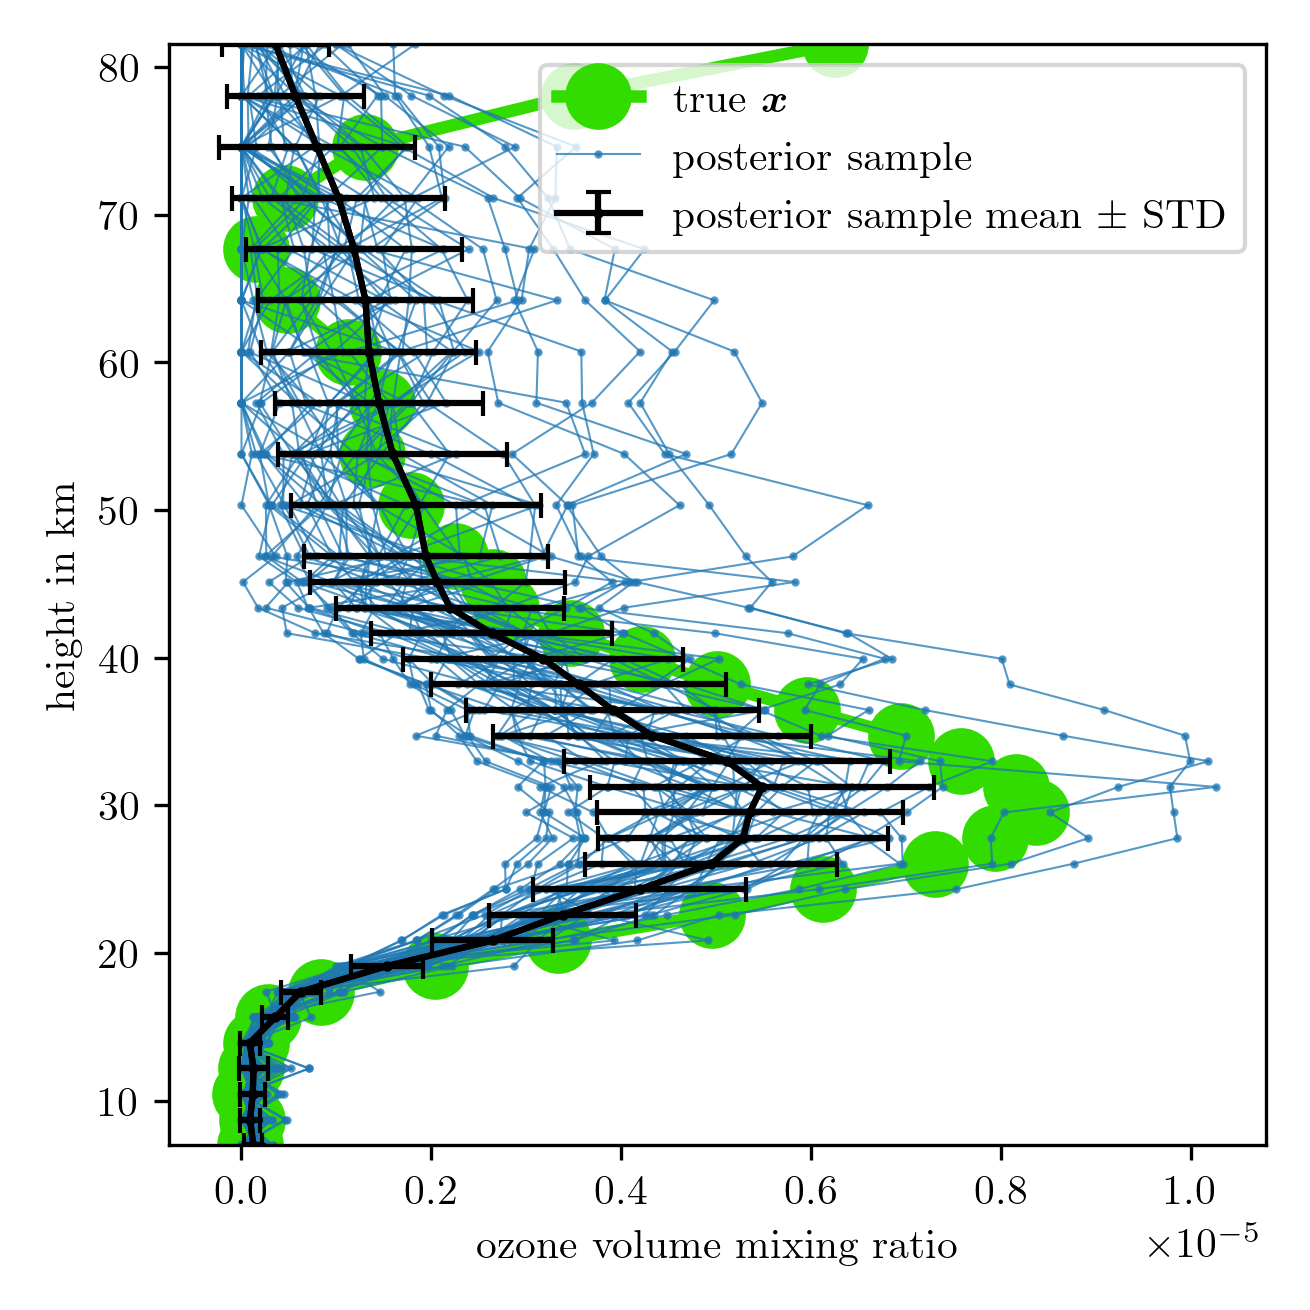 true x
posterior sample
posterior sample mean ± STD
80
70
60
50
40
30
20
10
height in km
0.0 0.2 0.4 0.6 0.8 1.0
ozone volume mixing ratio
×10⁻⁵